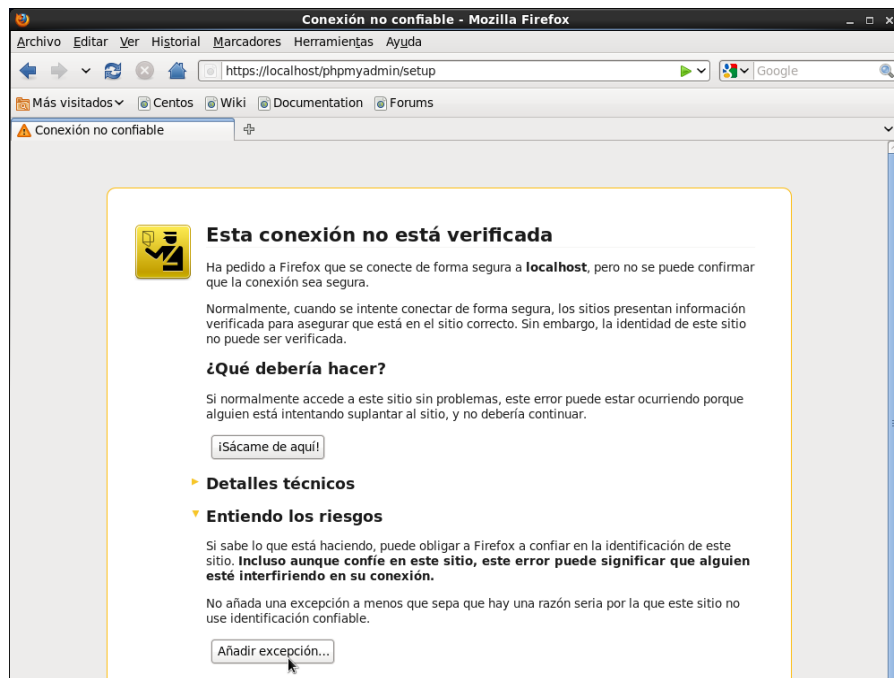 Conexión no confiable - Mozilla Firefox
Archivo Editar Ver Historial Marcadores Herramientas Ayuda
https://localhost/phpmyadmin/setup Google
Más visitados Centos Wiki Documentation Forums
Conexión no confiable
Esta conexión no está verificada
Ha pedido a Firefox que se conecte de forma segura a localhost, pero no se puede confirmar
que la conexión sea segura.
Normalmente, cuando se intente conectar de forma segura, los sitios presentan información
verificada para asegurar que está en el sitio correcto. Sin embargo, la identidad de este sitio
no puede ser verificada.
¿Qué debería hacer?
Si normalmente accede a este sitio sin problemas, este error puede estar ocurriendo porque
alguien está intentando suplantar al sitio, y no debería continuar.
¡Sácame de aquí!
Detalles técnicos
Entiendo los riesgos
Si sabe lo que está haciendo, puede obligar a Firefox a confiar en la identificación de este
sitio. Incluso aunque confíe en este sitio, este error puede significar que alguien
esté interfiriendo en su conexión.
No añada una excepción a menos que sepa que hay una razón seria por la que este sitio no
use identificación confiable.
Añadir excepción...